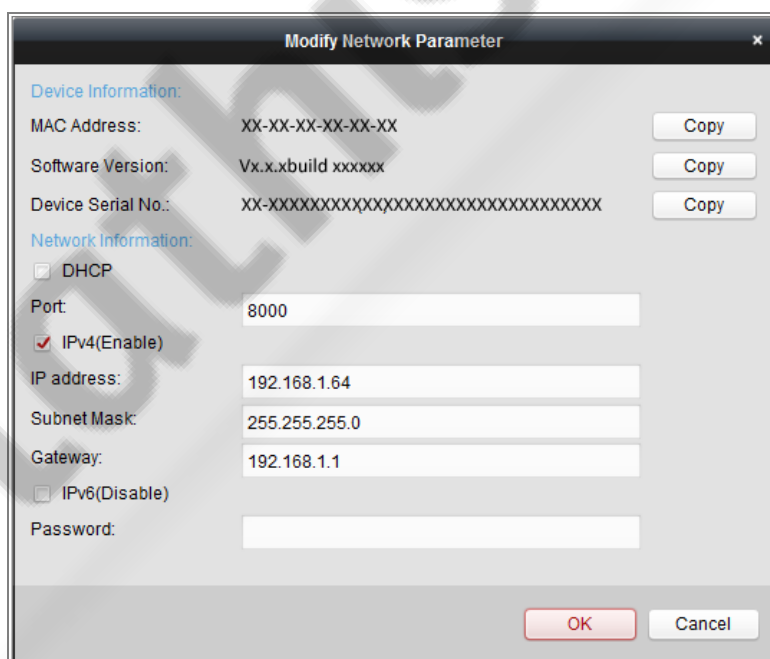 Modify Network Parameter ×
Device Information:
MAC Address: XX-XX-XX-XX-XX-XX Copy
Software Version: Vx.x.xbuild xxxxxx Copy
Device Serial No.: XX-XXXXXXXXXXXXXXXXXXXXXXXXXXXXXXXXX Copy
Network Information:
DHCP
Port: 8000
IPv4(Enable)
IP address: 192.168.1.64
Subnet Mask: 255.255.255.0
Gateway: 192.168.1.1
IPv6(Disable)
Password:
OK Cancel